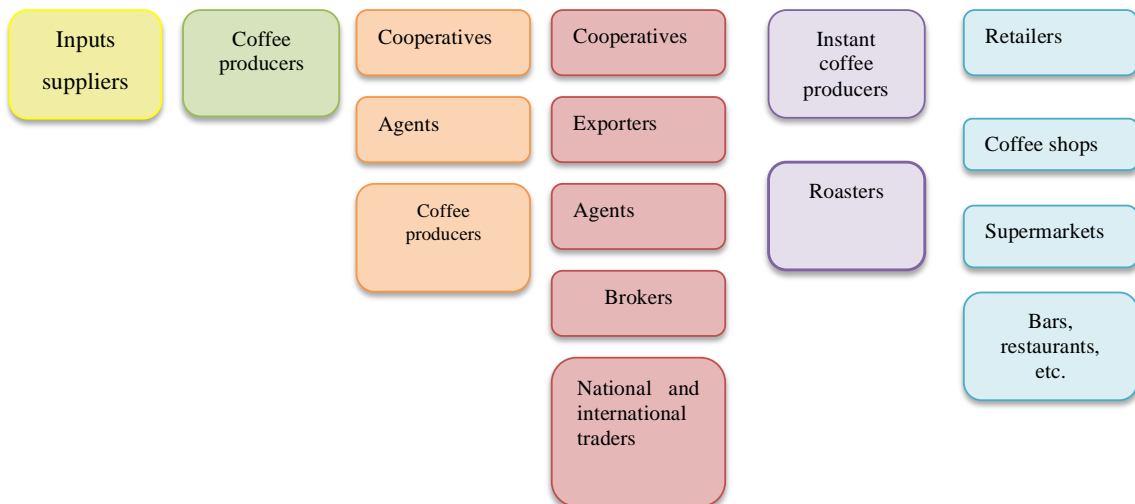 Inputs
suppliers
Coffee
producers
Cooperatives
Agents
Coffee
producers
Cooperatives
Exporters
Agents
Brokers
National and
international
traders
Instant
coffee
producers
Roasters
Retailers
Coffee shops
Supermarkets
Bars,
restaurants,
etc.